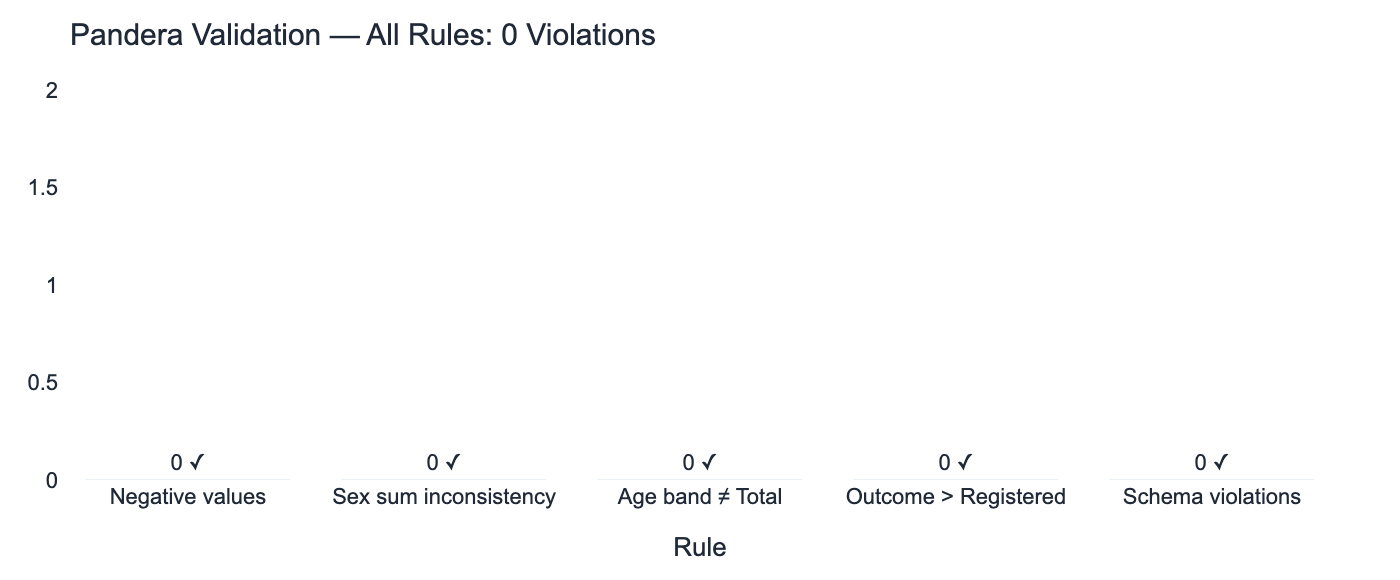 Pandera Validation — All Rules: 0 Violations
2
1.5
1
0.5
0
0 ✓ 0 ✓ 0 ✓ 0 ✓ 0 ✓
Negative values Sex sum inconsistency Age band ≠ Total Outcome > Registered Schema violations
Rule